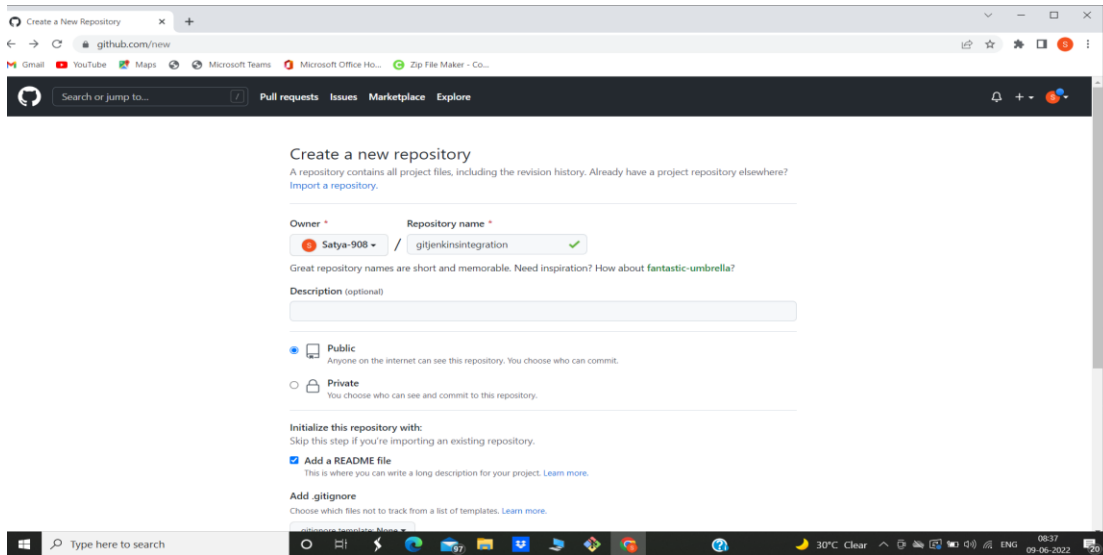 Create a New Repository
github.com/new
S
Gmail YouTube Maps Microsoft Teams Microsoft Office Ho... Zip File Maker - Co...
Search or jump to... / Pull requests Issues Marketplace Explore
Create a new repository
A repository contains all project files, including the revision history. Already have a project repository elsewhere?
Import a repository.
Owner * Repository name *
S Satya-908 / gitjenkinsintegration
Great repository names are short and memorable. Need inspiration? How about fantastic-umbrella?
Description (optional)
Public
Anyone on the internet can see this repository. You choose who can commit.
Private
You choose who can see and commit to this repository.
Initialize this repository with:
Skip this step if you're importing an existing repository.
Add a README file
This is where you can write a long description for your project. Learn more.
Add .gitignore
Choose which files not to track from a list of templates. Learn more.
.gitignore template: None
Type here to search
97
30°C Clear
ENG
08:37
09-06-2022
20